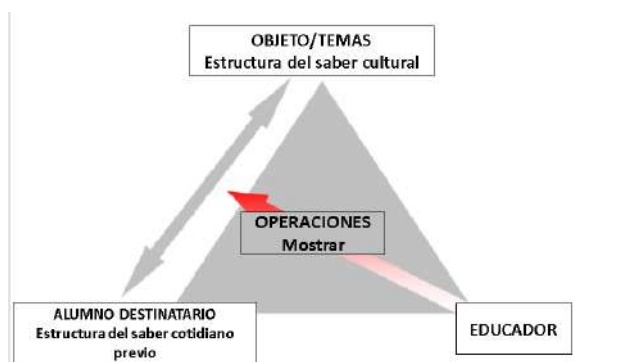 OBJETO/TEMAS
Estructura del saber cultural
OPERACIONES
Mostrar
ALUMNO DESTINATARIO
Estructura del saber cotidiano
previo
EDUCADOR